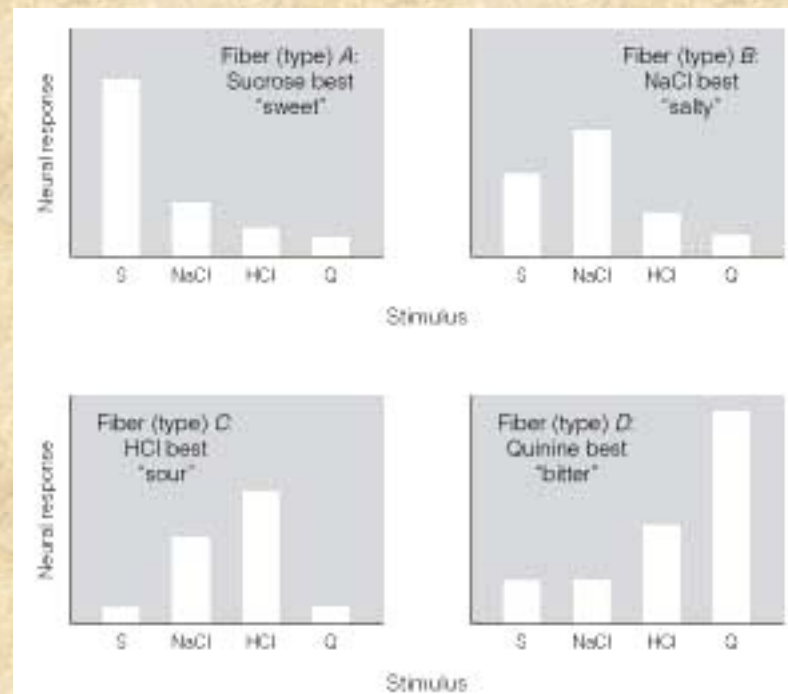 Fiber (type) A:
Sucrose best
"sweet"
Neural response
S NaCl HCl Q
Fiber (type) B:
NaCl best
"salty"
S NaCl HCl Q
Stimulus
Fiber (type) C:
HCl best
"sour"
Neural response
S NaCl HCl Q
Fiber (type) D:
Quinine best
"bitter"
S NaCl HCl Q
Stimulus